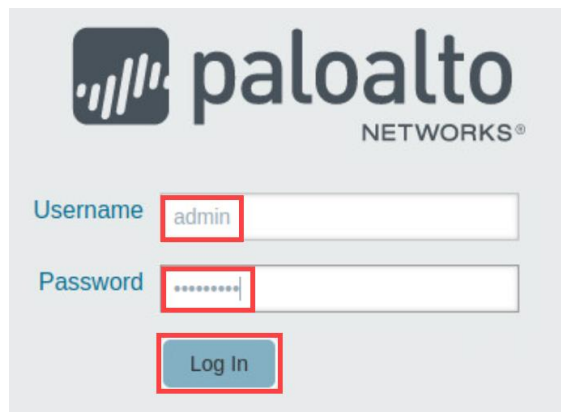 paloalto
NETWORKS®
Username admin
Password •••••••••
Log In